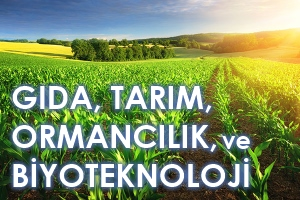 GIDA, TARIM,
ORMANCILIK, ve
BİYOTEKNOLOJİ